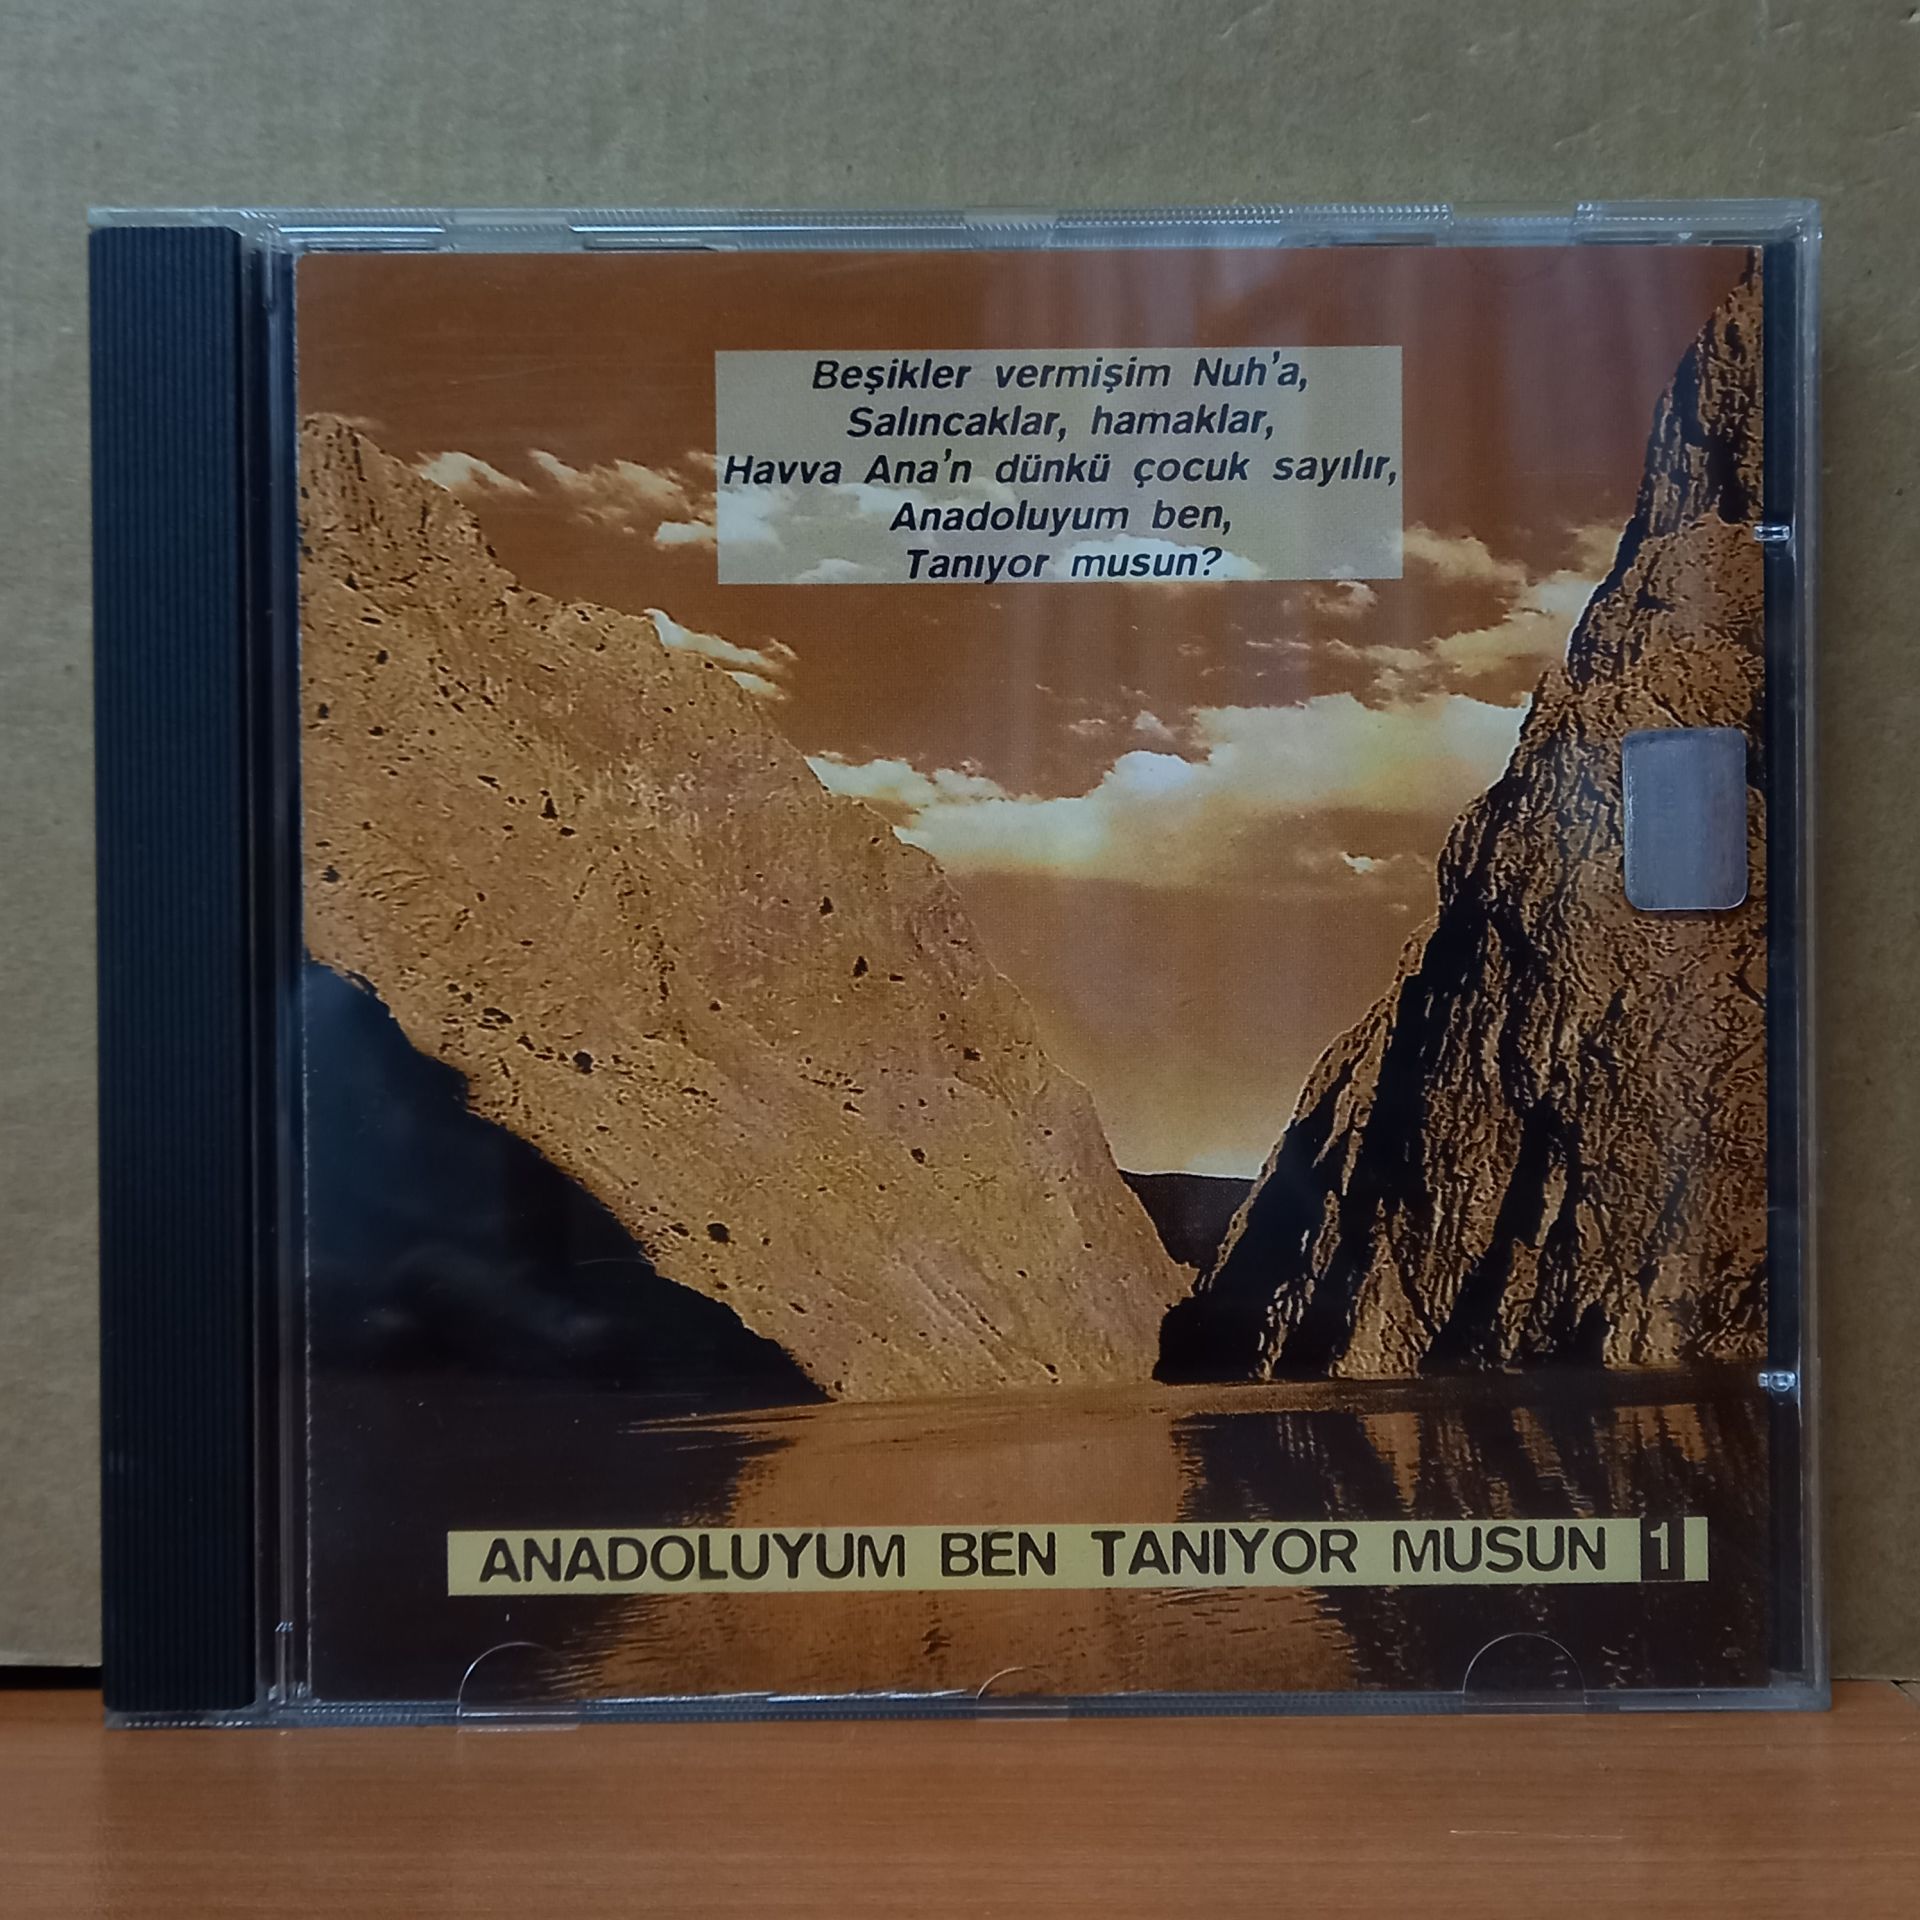 Beşikler vermişim Nuh'a,
Salıncaklar, hamaklar,
Havva Ana'n dünkü çocuk sayılır,
Anadoluyum ben,
Tanıyor musun?
ANADOLUYUM BEN TANIYOR MUSUN 1